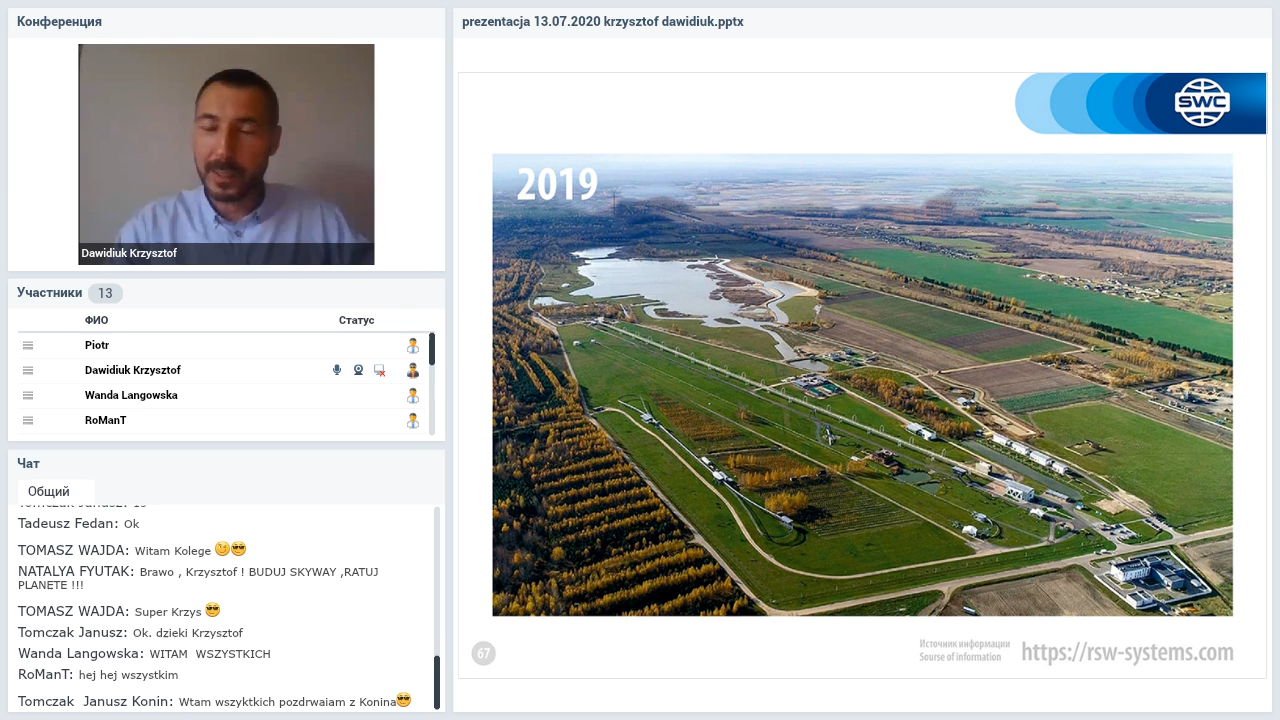 Конференция
Dawidiuk Krzysztof
Участники 13
ФИО Статус
Piotr
Dawidiuk Krzysztof
Wanda Langowska
RoManT
Чат
Общий
Tomczak Janusz:
Tadeusz Fedan: Ok
TOMASZ WAJDA: Witam Kolege
NATALYA FYUTAK: Brawo , Krzysztof ! BUDUJ SKYWAY ,RATUJ
PLANETE !!!
TOMASZ WAJDA: Super Krzys
Tomczak Janusz: Ok. dzieki Krzysztof
Wanda Langowska: WITAM WSZYSTKICH
RoManT: hej hej wszystkim
Tomczak Janusz Konin: Wtam wszyktkich pozdrwaiam z Konina
prezentacja 13.07.2020 krzysztof dawidiuk.pptx
SWC
2019
67
Источник информации
Sourse of information
https://rsw-systems.com